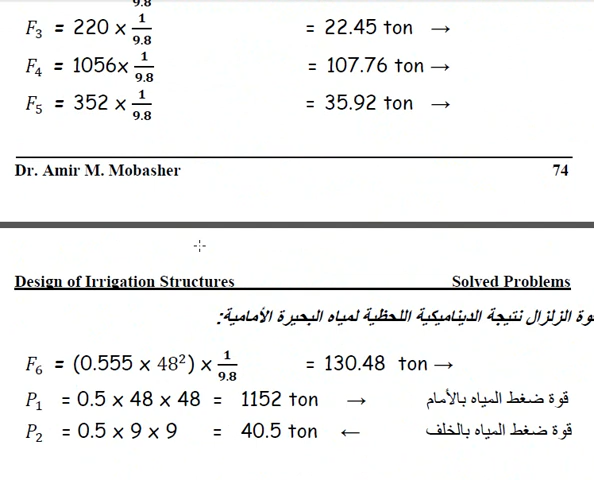 9.8
F₃ = 220 × 1/9.8 = 22.45 ton →
F₄ = 1056× 1/9.8 = 107.76 ton →
F₅ = 352 × 1/9.8 = 35.92 ton →
Dr. Amir M. Mobasher 74
Design of Irrigation Structures Solved Problems
قوة الزلزال نتيجة الديناميكية اللحظية لمياه البحيرة الأمامية:
F₆ = (0.555 × 48²) × 1/9.8 = 130.48 ton →
P₁ = 0.5 × 48 × 48 = 1152 ton → قوة ضغط المياه بالأمام
P₂ = 0.5 × 9 × 9 = 40.5 ton ← قوة ضغط المياه بالخلف